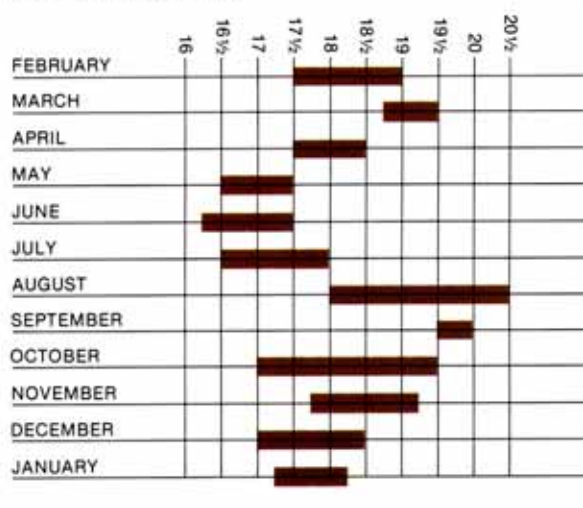 16 16½ 17 17½ 18 18½ 19 19½ 20 20½
FEBRUARY
MARCH
APRIL
MAY
JUNE
JULY
AUGUST
SEPTEMBER
OCTOBER
NOVEMBER
DECEMBER
JANUARY